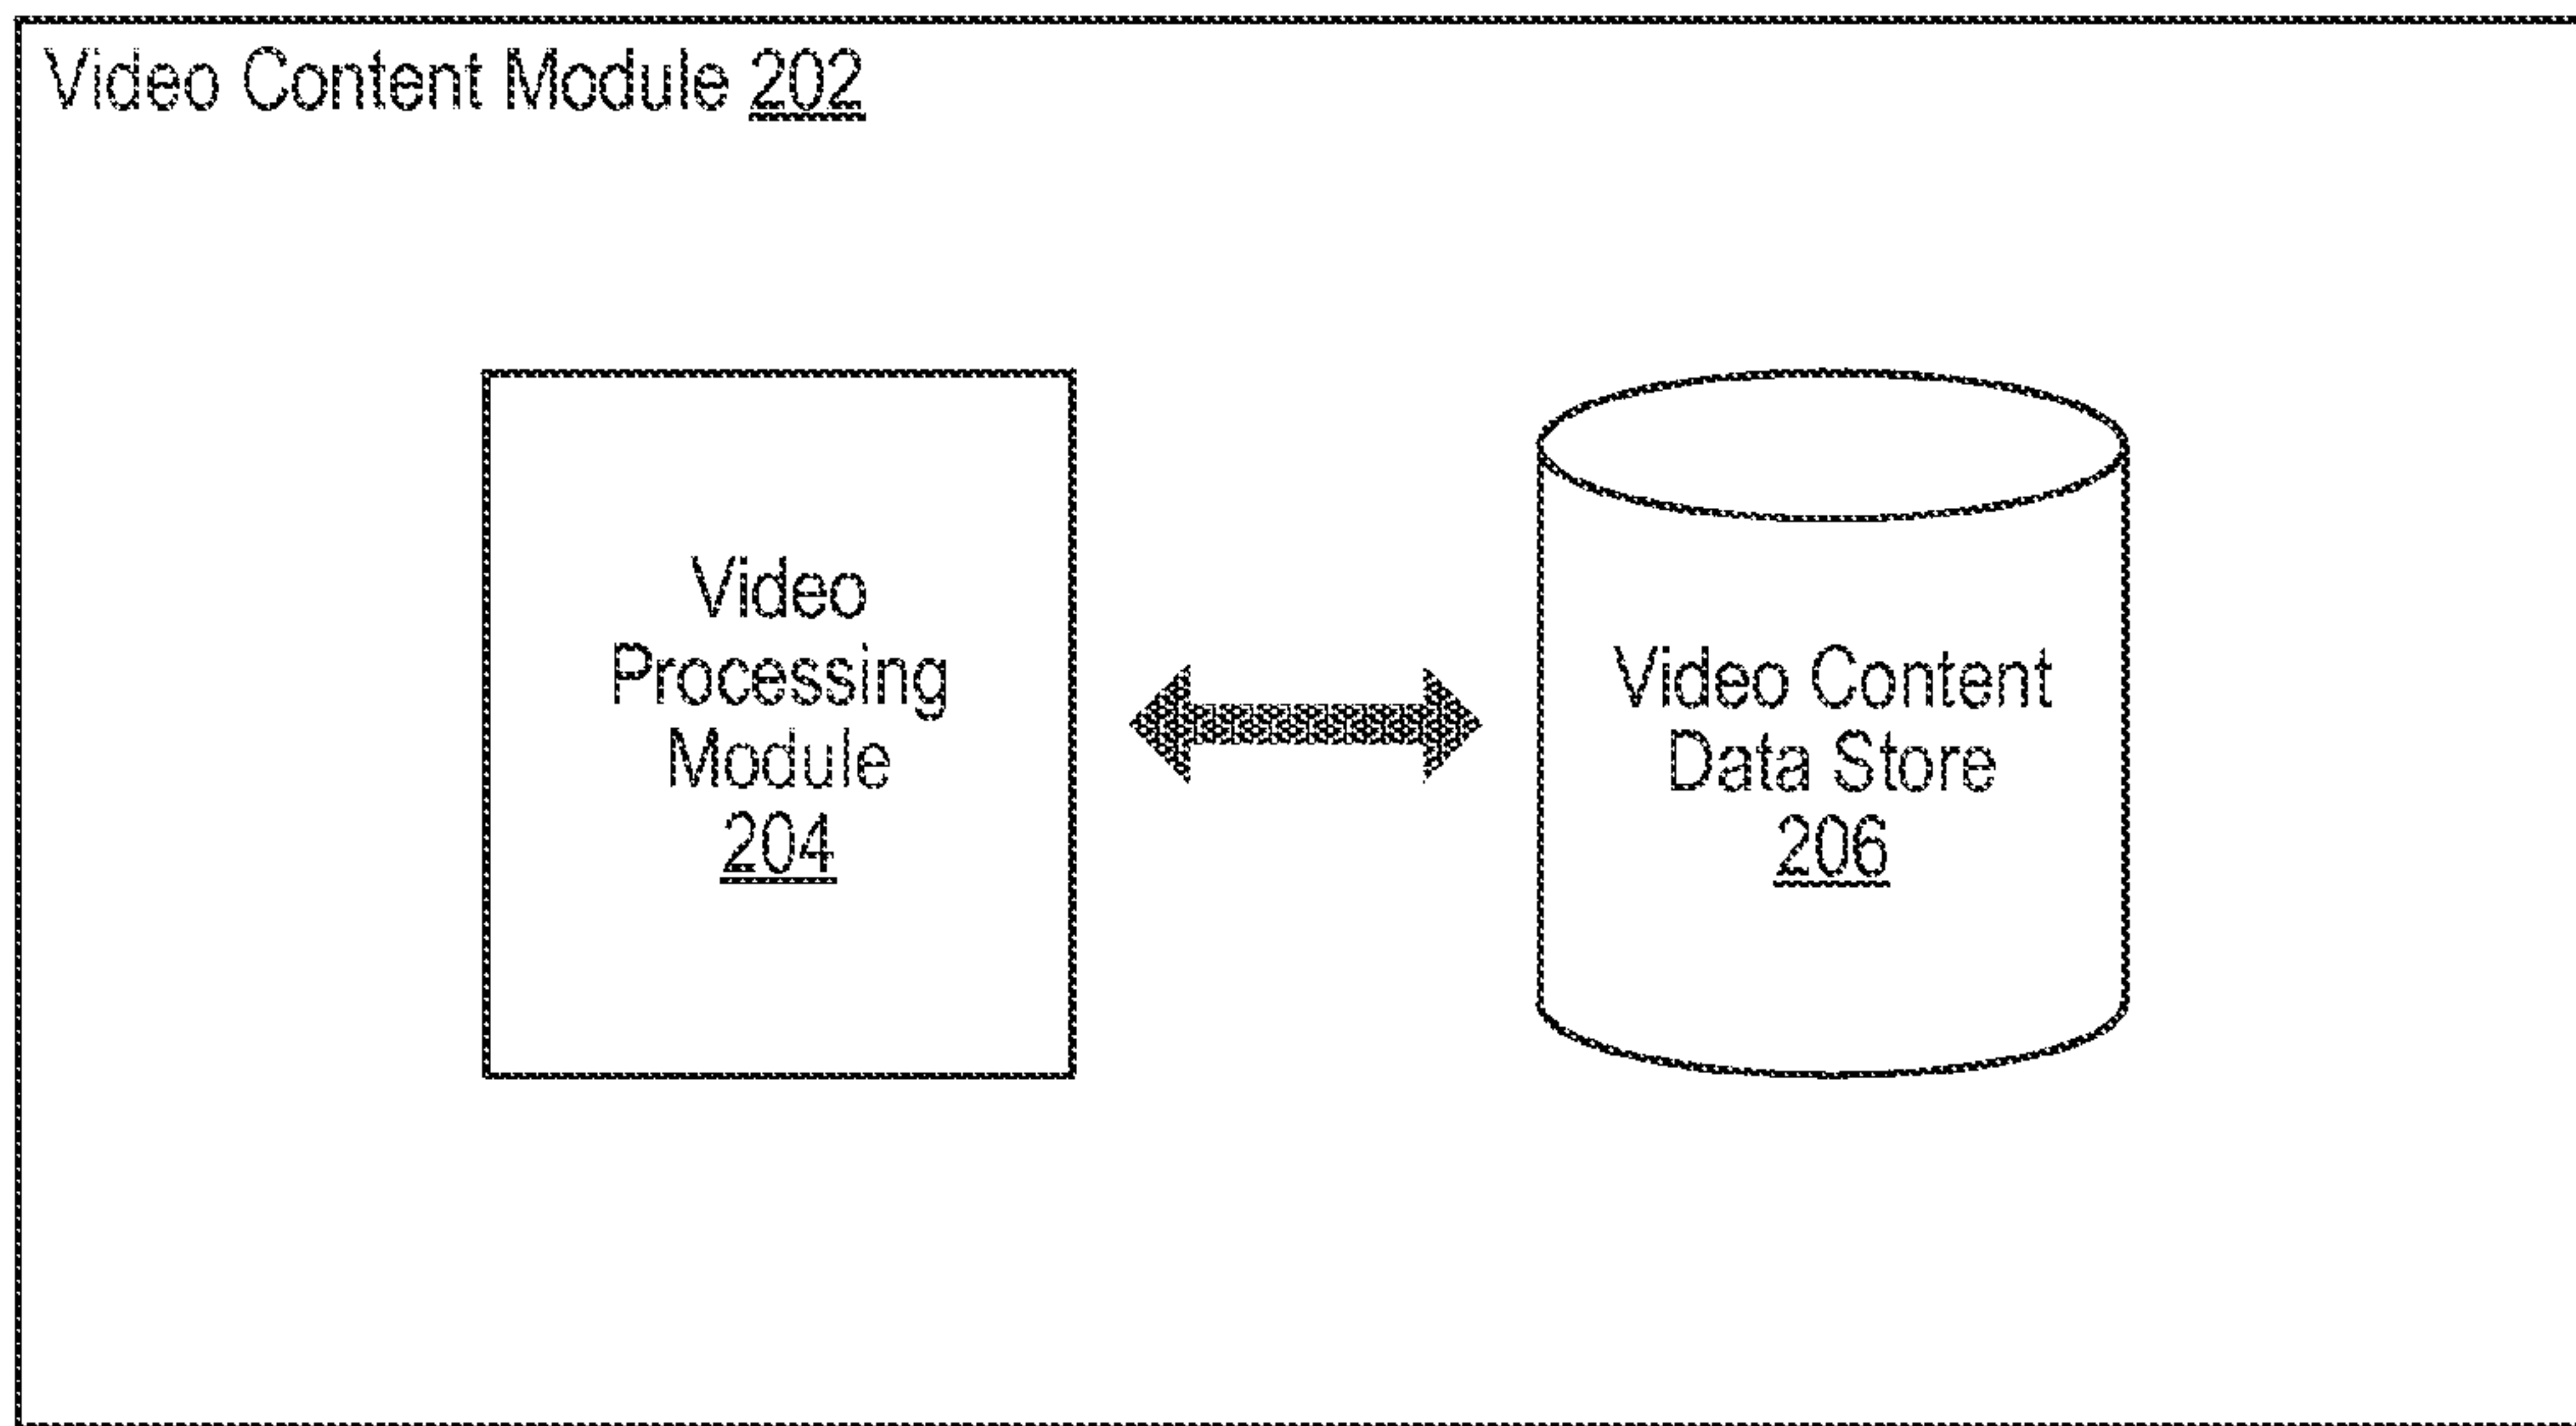 Video Content Module 202
Video
Processing
Module
204
Video Content
Data Store
206